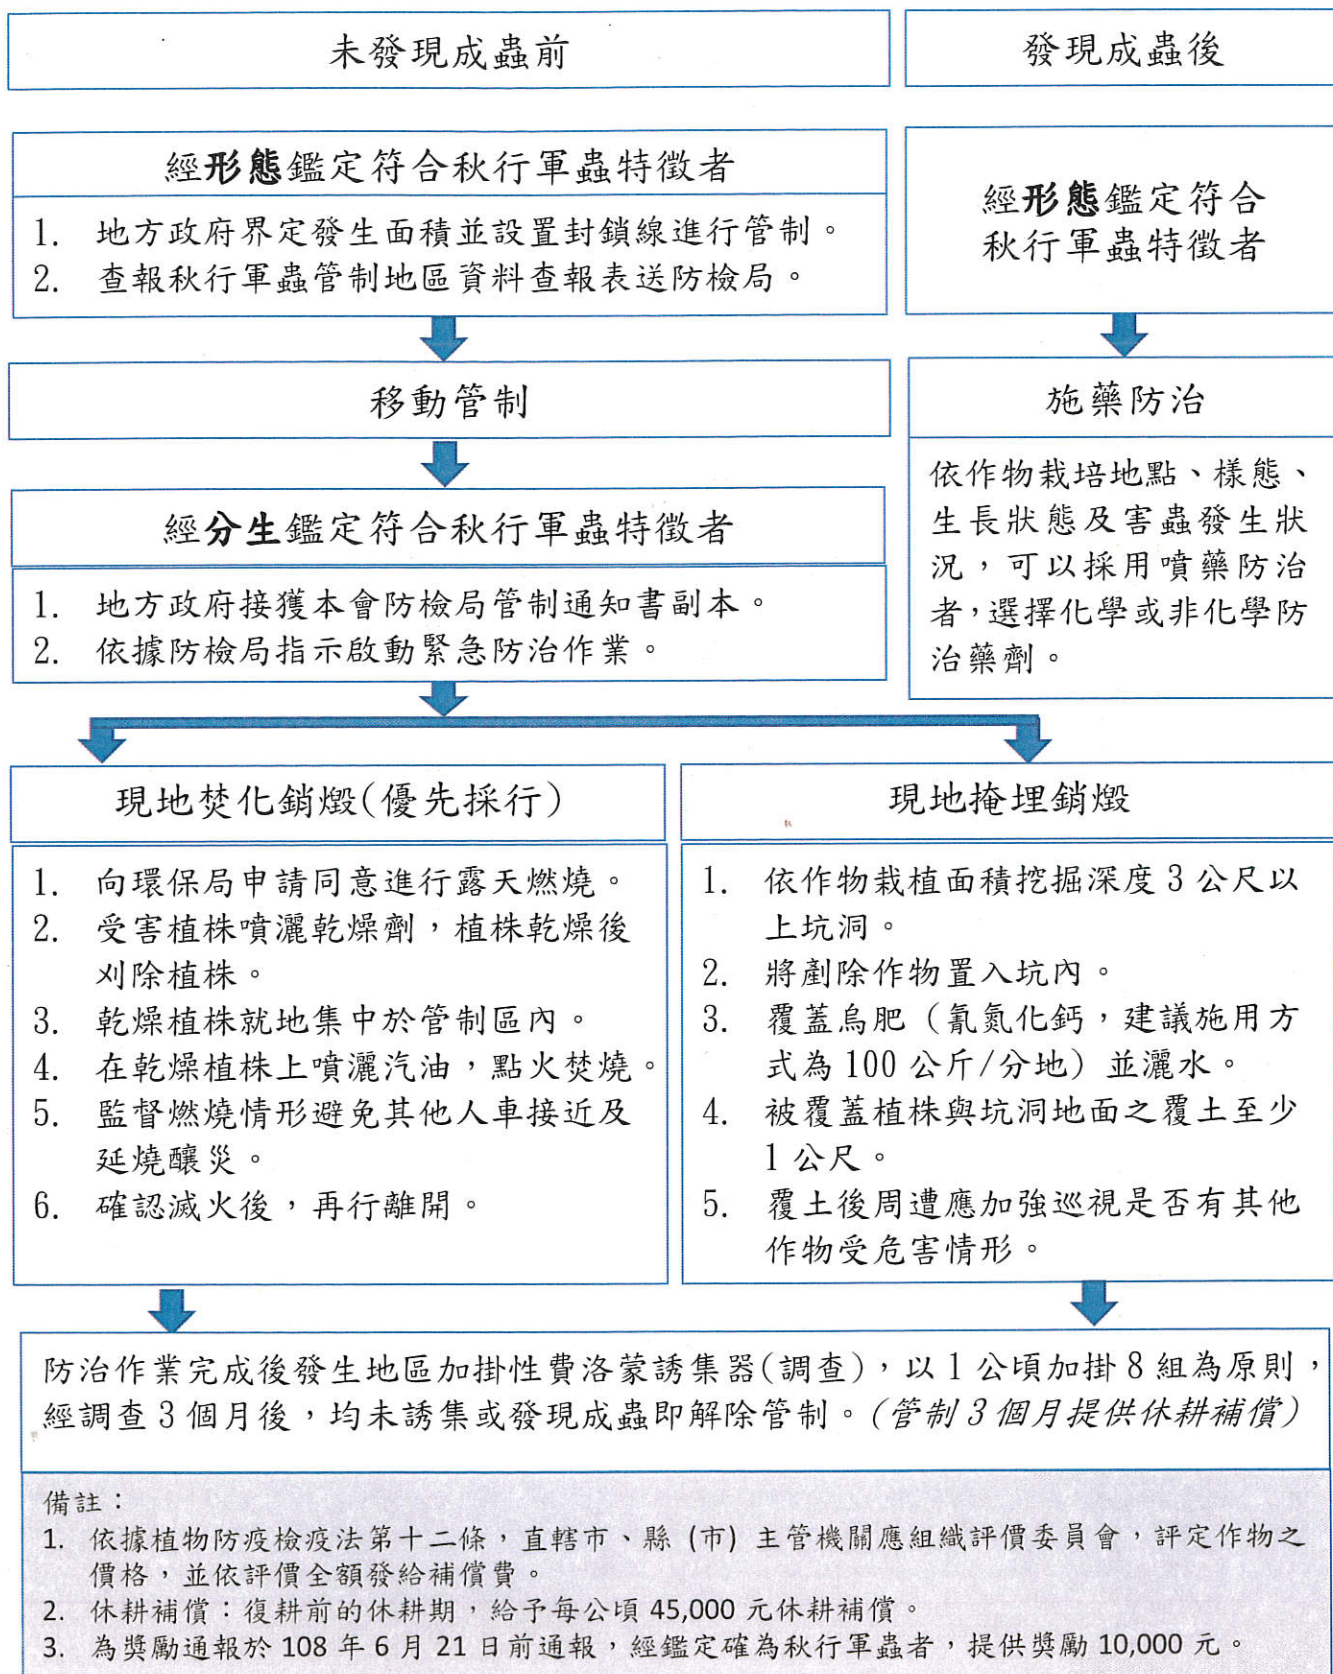 未發現成蟲前
發現成蟲後
經形態鑑定符合秋行軍蟲特徵者
1. 地方政府界定發生面積並設置封鎖線進行管制。
2. 查報秋行軍蟲管制地區資料查報表送防檢局。
經形態鑑定符合
秋行軍蟲特徵者
移動管制
施藥防治
依作物栽培地點、樣態、
生長狀態及害蟲發生狀
況，可以採用噴藥防治
者，選擇化學或非化學防
治藥劑。
經分生鑑定符合秋行軍蟲特徵者
1. 地方政府接獲本會防檢局管制通知書副本。
2. 依據防檢局指示啟動緊急防治作業。
現地焚化銷燬(優先採行)
1. 向環保局申請同意進行露天燃燒。
2. 受害植株噴灑乾燥劑，植株乾燥後
刈除植株。
3. 乾燥植株就地集中於管制區內。
4. 在乾燥植株上噴灑汽油，點火焚燒。
5. 監督燃燒情形避免其他人車接近及
延燒釀災。
6. 確認滅火後，再行離開。
現地掩埋銷燬
1. 依作物栽植面積挖掘深度 3 公尺以
上坑洞。
2. 將剷除作物置入坑內。
3. 覆蓋烏肥（氰氮化鈣，建議施用方
式為 100 公斤/分地）並灑水。
4. 被覆蓋植株與坑洞地面之覆土至少
1 公尺。
5. 覆土後周遭應加強巡視是否有其他
作物受危害情形。
防治作業完成後發生地區加掛性費洛蒙誘集器(調查)，以 1 公頃加掛 8 組為原則，
經調查 3 個月後，均未誘集或發現成蟲即解除管制。(管制 3 個月提供休耕補償)
備註：
1. 依據植物防疫檢疫法第十二條，直轄市、縣 (市) 主管機關應組織評價委員會，評定作物之
價格，並依評價全額發給補償費。
2. 休耕補償：復耕前的休耕期，給予每公頃 45,000 元休耕補償。
3. 為獎勵通報於 108 年 6 月 21 日前通報，經鑑定確為秋行軍蟲者，提供獎勵 10,000 元。